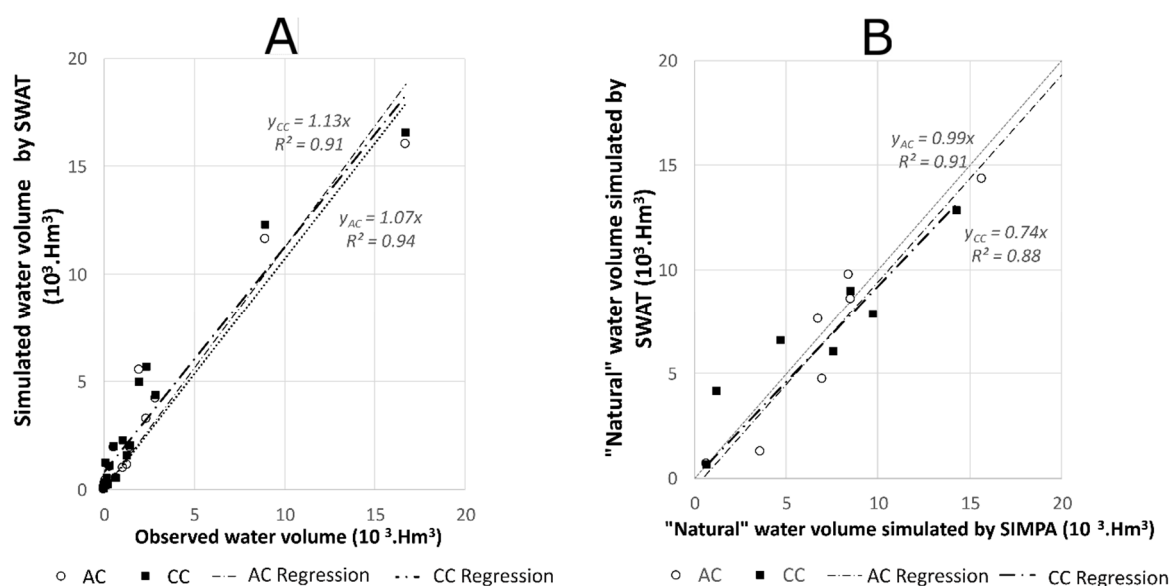 A
Simulated water volume by SWAT
(10³.Hm³)
20
15
10
5
0
y_CC = 1.13x
R² = 0.91
y_AC = 1.07x
R² = 0.94
0 5 10 15 20
Observed water volume (10 ³.Hm³)
AC CC AC Regression CC Regression
B
"Natural" water volume simulated by
SWAT (10³.Hm³)
20
15
10
5
0
y_AC = 0.99x
R² = 0.91
y_CC = 0.74x
R² = 0.88
0 5 10 15 20
"Natural" water volume simulated by SIMPA (10 ³.Hm³)
AC CC AC Regression CC Regression